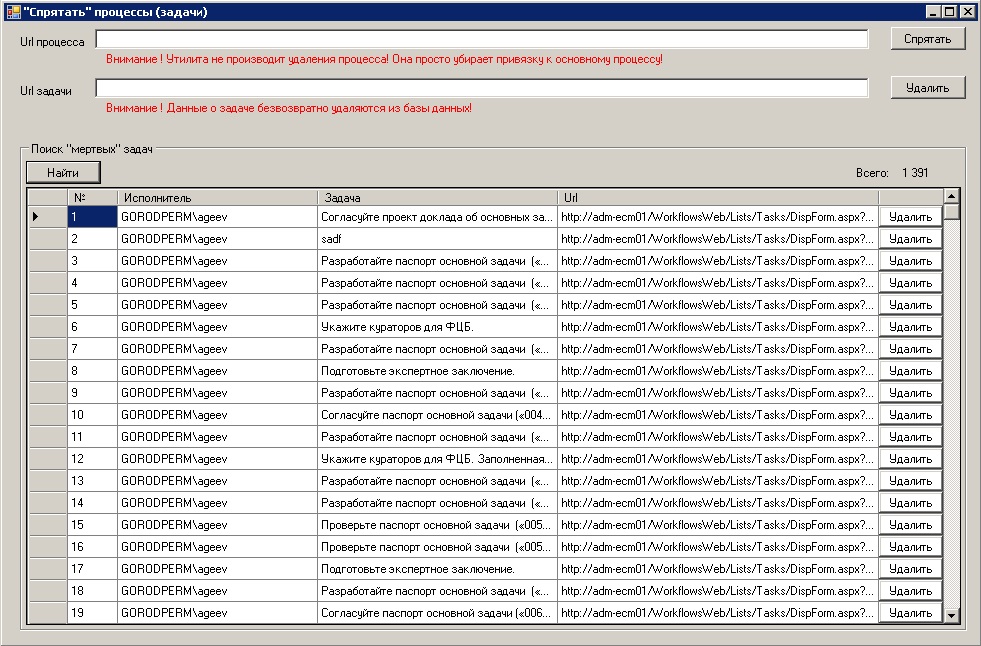 "Спрятать" процессы (задачи)
Url процесса
Спрятать
Внимание ! Утилита не производит удаления процесса! Она просто убирает привязку к основному процессу!
Url задачи
Удалить
Внимание ! Данные о задаче безвозвратно удаляются из базы данных!
Поиск "мертвых" задач
Найти
Всего: 1 391
№ Исполнитель Задача Url
1 GORODPERM\ageev Согласуйте проект доклада об основных за... http://adm-ecm01/WorkflowsWeb/Lists/Tasks/DispForm.aspx?... Удалить
2 GORODPERM\ageev sadf http://adm-ecm01/WorkflowsWeb/Lists/Tasks/DispForm.aspx?... Удалить
3 GORODPERM\ageev Разработайте паспорт основной задачи («... http://adm-ecm01/WorkflowsWeb/Lists/Tasks/DispForm.aspx?... Удалить
4 GORODPERM\ageev Разработайте паспорт основной задачи («... http://adm-ecm01/WorkflowsWeb/Lists/Tasks/DispForm.aspx?... Удалить
5 GORODPERM\ageev Разработайте паспорт основной задачи («... http://adm-ecm01/WorkflowsWeb/Lists/Tasks/DispForm.aspx?... Удалить
6 GORODPERM\ageev Укажите кураторов для ФЦБ. http://adm-ecm01/WorkflowsWeb/Lists/Tasks/DispForm.aspx?... Удалить
7 GORODPERM\ageev Разработайте паспорт основной задачи («... http://adm-ecm01/WorkflowsWeb/Lists/Tasks/DispForm.aspx?... Удалить
8 GORODPERM\ageev Подготовьте экспертное заключение. http://adm-ecm01/WorkflowsWeb/Lists/Tasks/DispForm.aspx?... Удалить
9 GORODPERM\ageev Разработайте паспорт основной задачи («... http://adm-ecm01/WorkflowsWeb/Lists/Tasks/DispForm.aspx?... Удалить
10 GORODPERM\ageev Согласуйте паспорт основной задачи («004... http://adm-ecm01/WorkflowsWeb/Lists/Tasks/DispForm.aspx?... Удалить
11 GORODPERM\ageev Разработайте паспорт основной задачи («... http://adm-ecm01/WorkflowsWeb/Lists/Tasks/DispForm.aspx?... Удалить
12 GORODPERM\ageev Укажите кураторов для ФЦБ. Заполненная... http://adm-ecm01/WorkflowsWeb/Lists/Tasks/DispForm.aspx?... Удалить
13 GORODPERM\ageev Разработайте паспорт основной задачи («... http://adm-ecm01/WorkflowsWeb/Lists/Tasks/DispForm.aspx?... Удалить
14 GORODPERM\ageev Разработайте паспорт основной задачи («... http://adm-ecm01/WorkflowsWeb/Lists/Tasks/DispForm.aspx?... Удалить
15 GORODPERM\ageev Проверьте паспорт основной задачи («005... http://adm-ecm01/WorkflowsWeb/Lists/Tasks/DispForm.aspx?... Удалить
16 GORODPERM\ageev Проверьте паспорт основной задачи («005... http://adm-ecm01/WorkflowsWeb/Lists/Tasks/DispForm.aspx?... Удалить
17 GORODPERM\ageev Подготовьте экспертное заключение. http://adm-ecm01/WorkflowsWeb/Lists/Tasks/DispForm.aspx?... Удалить
18 GORODPERM\ageev Разработайте паспорт основной задачи («... http://adm-ecm01/WorkflowsWeb/Lists/Tasks/DispForm.aspx?... Удалить
19 GORODPERM\ageev Согласуйте паспорт основной задачи («006... http://adm-ecm01/WorkflowsWeb/Lists/Tasks/DispForm.aspx?... Удалить